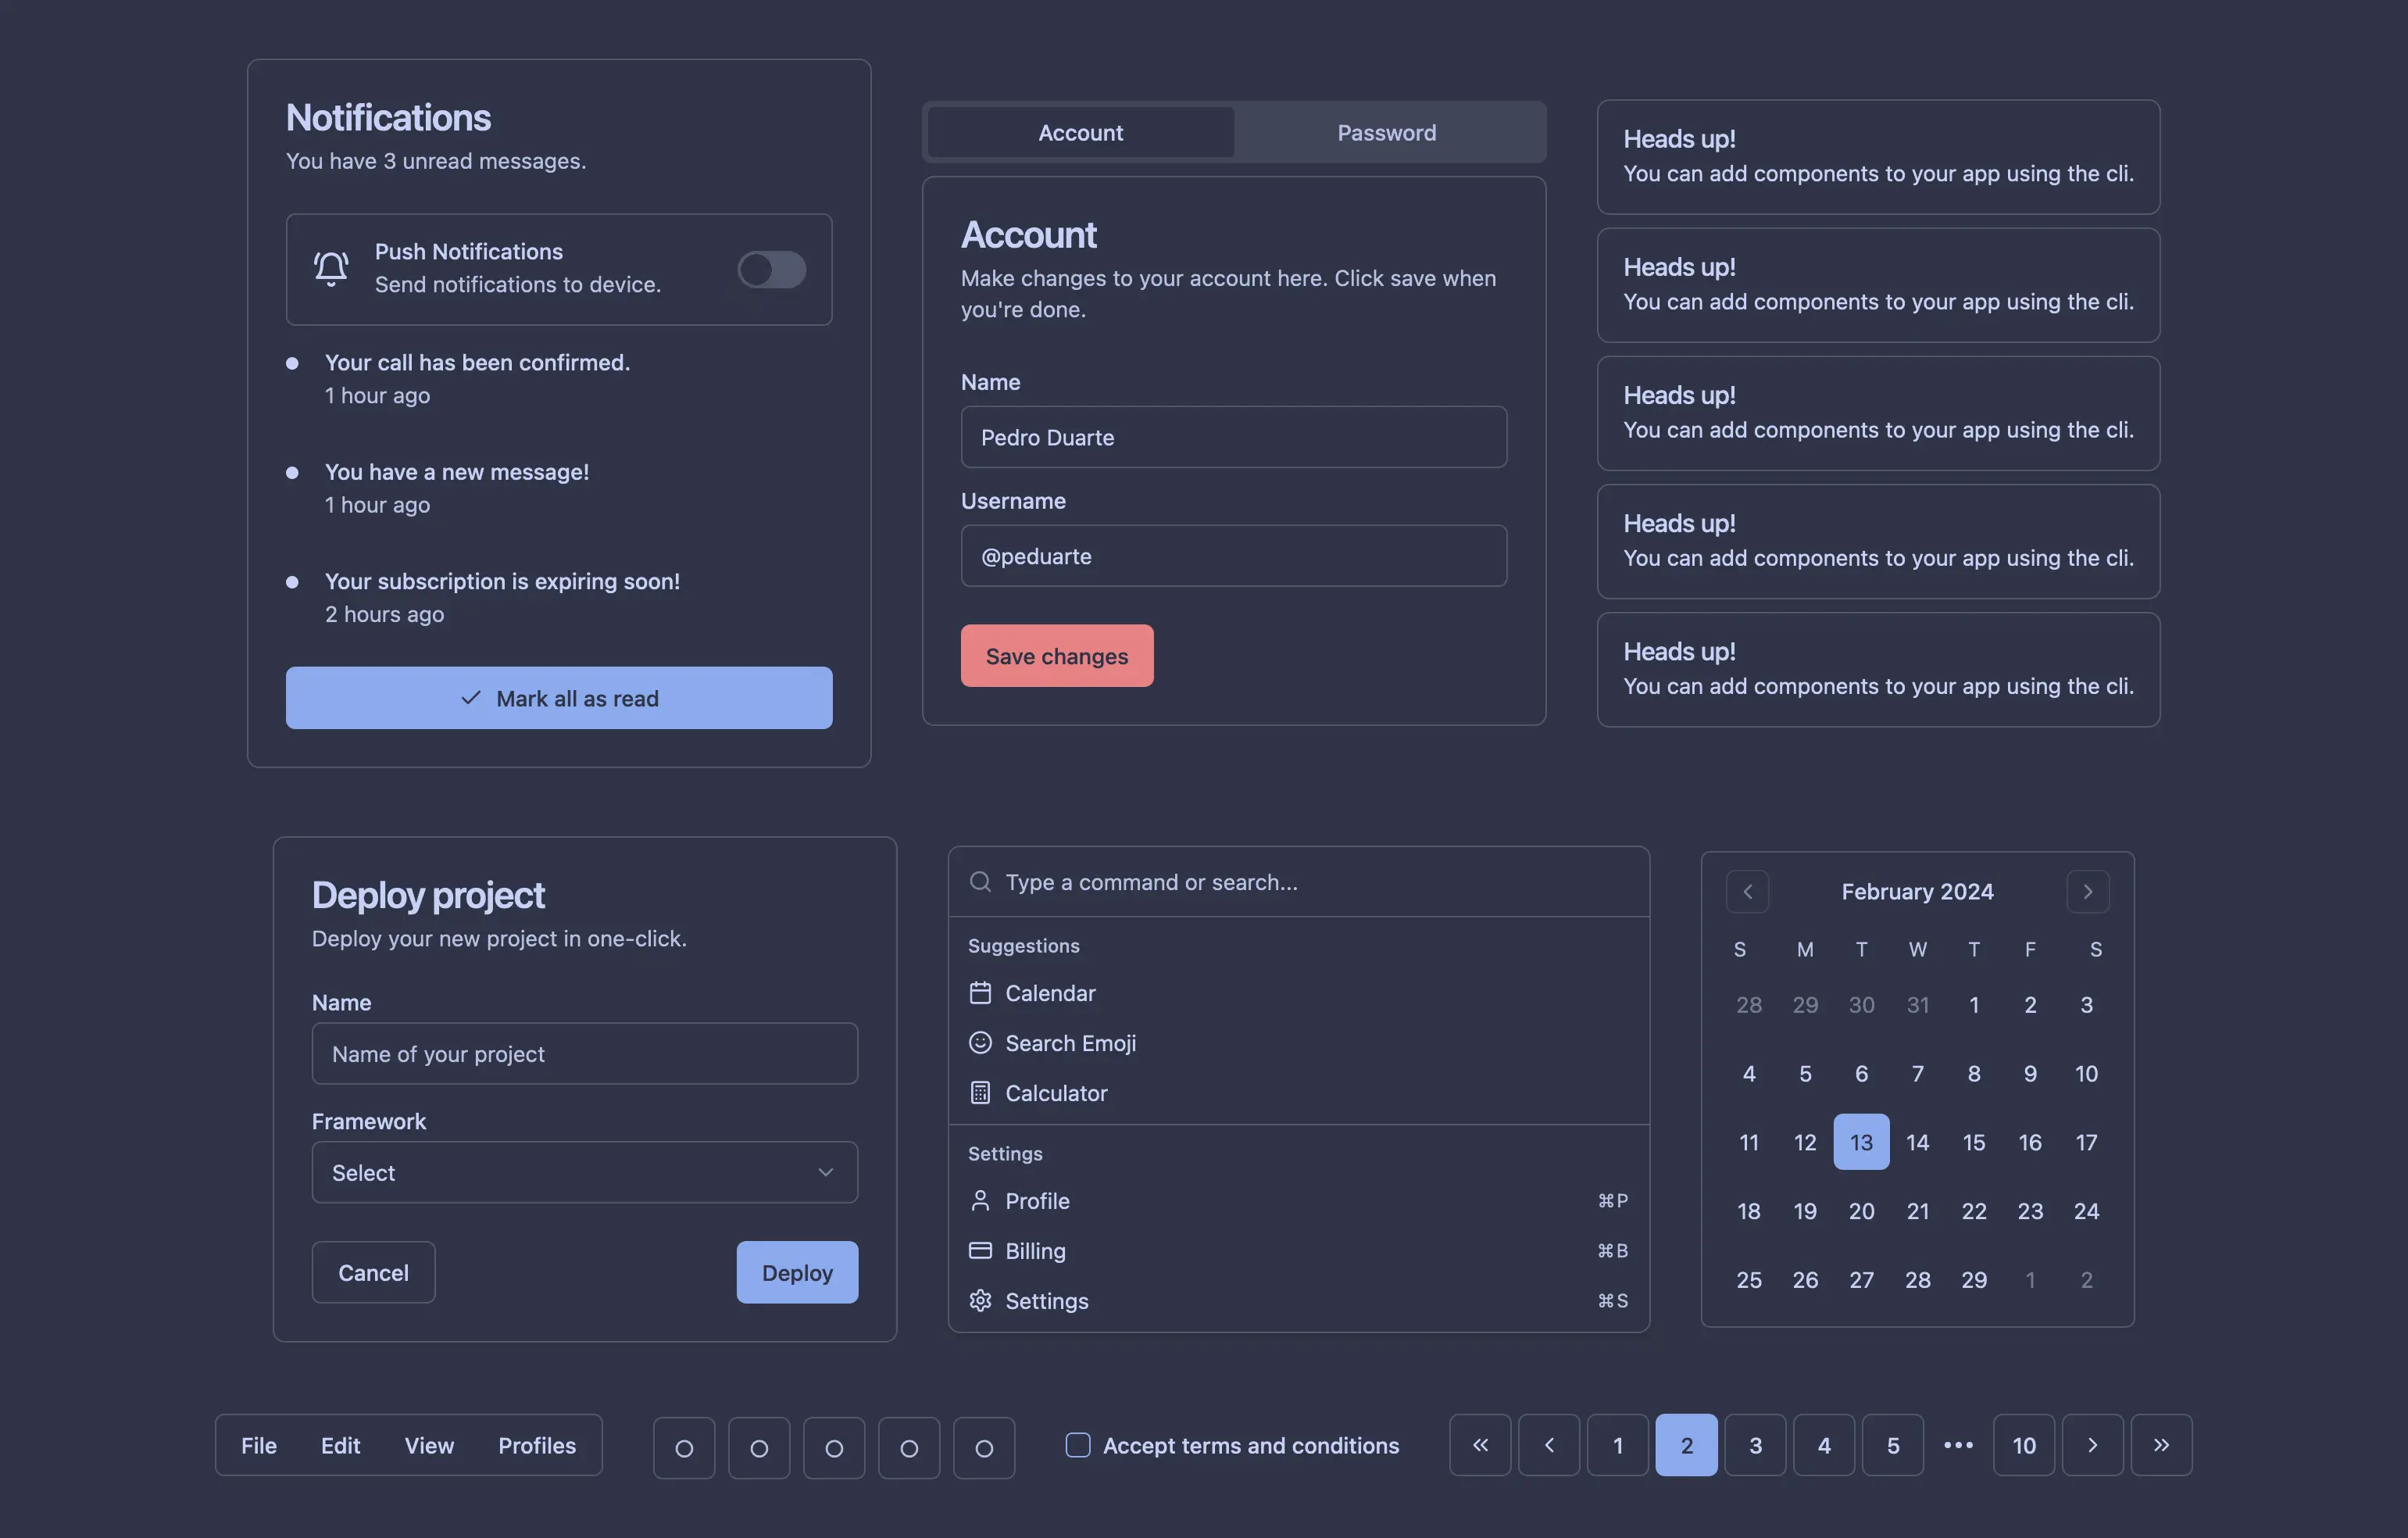 Notifications
You have 3 unread messages.
Push Notifications
Send notifications to device.
Your call has been confirmed.
1 hour ago
You have a new message!
1 hour ago
Your subscription is expiring soon!
2 hours ago
Mark all as read
Account Password
Account
Make changes to your account here. Click save when
you're done.
Name
Pedro Duarte
Username
@peduarte
Save changes
Heads up!
You can add components to your app using the cli.
Heads up!
You can add components to your app using the cli.
Heads up!
You can add components to your app using the cli.
Heads up!
You can add components to your app using the cli.
Heads up!
You can add components to your app using the cli.
Deploy project
Deploy your new project in one-click.
Name
Name of your project
Framework
Select
Cancel Deploy
Type a command or search...
Suggestions
Calendar
Search Emoji
Calculator
Settings
Profile ⌘P
Billing ⌘B
Settings ⌘S
February 2024
S M T W T F S
28 29 30 31 1 2 3
4 5 6 7 8 9 10
11 12 13 14 15 16 17
18 19 20 21 22 23 24
25 26 27 28 29 1 2
File Edit View Profiles
Accept terms and conditions
« ‹ 1 2 3 4 5 ••• 10 › »